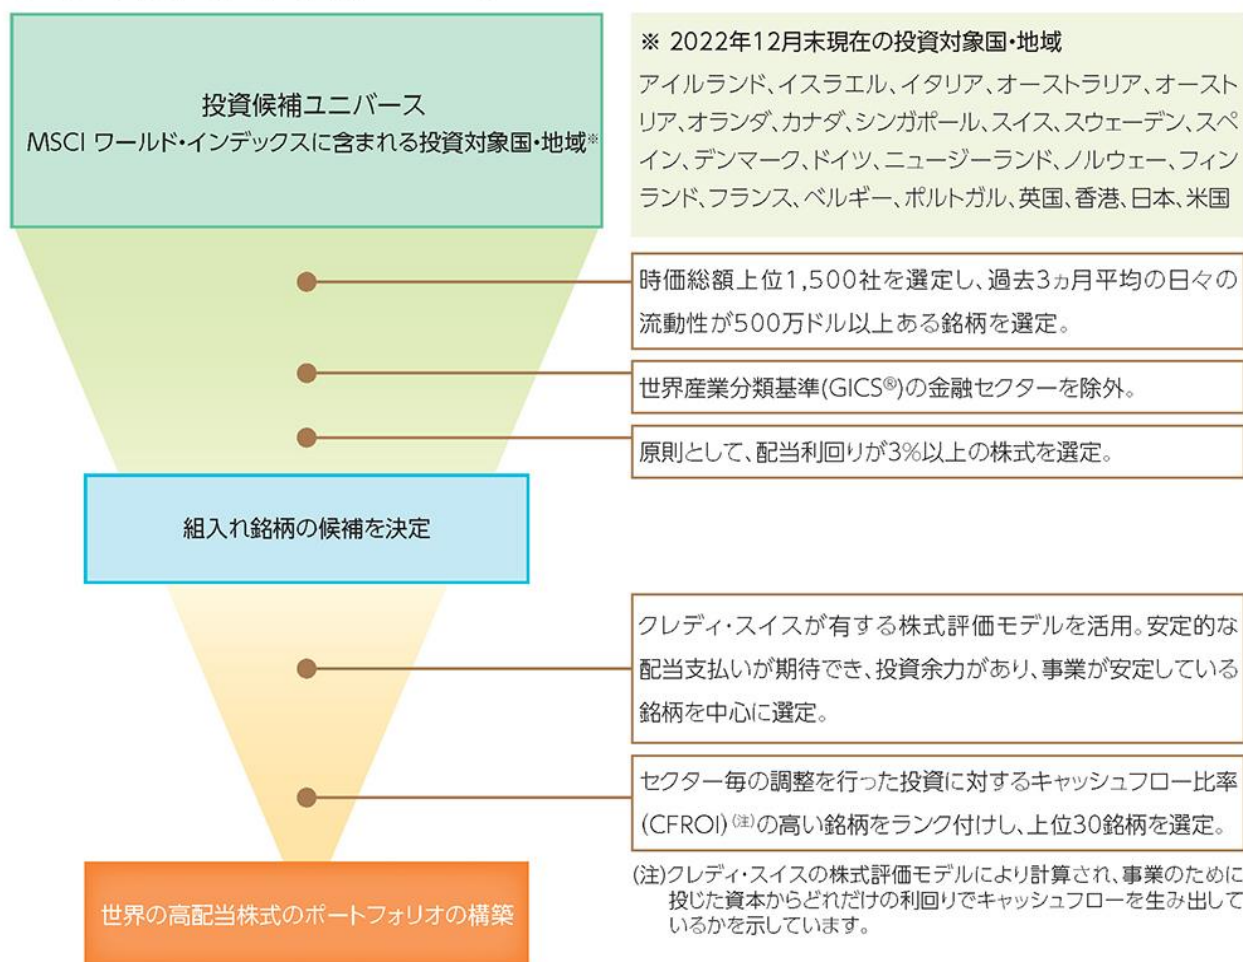 投資候補ユニバース
MSCI ワールド・インデックスに含まれる投資対象国・地域※
※ 2022年12月末現在の投資対象国・地域
アイルランド、イスラエル、イタリア、オーストラリア、オースト
リア、オランダ、カナダ、シンガポール、スイス、スウェーデン、スペ
イン、デンマーク、ドイツ、ニュージーランド、ノルウェー、フィン
ランド、フランス、ベルギー、ポルトガル、英国、香港、日本、米国
時価総額上位1,500社を選定し、過去3ヵ月平均の日々の
流動性が500万ドル以上ある銘柄を選定。
世界産業分類基準(GICS®)の金融セクターを除外。
原則として、配当利回りが3%以上の株式を選定。
組入れ銘柄の候補を決定
クレディ・スイスが有する株式評価モデルを活用。安定的な
配当支払いが期待でき、投資余力があり、事業が安定している
銘柄を中心に選定。
セクター毎の調整を行った投資に対するキャッシュフロー比率
(CFROI)(注)の高い銘柄をランク付けし、上位30銘柄を選定。
(注)クレディ・スイスの株式評価モデルにより計算され、事業のために
投じた資本からどれだけの利回りでキャッシュフローを生み出して
いるかを示しています。
世界の高配当株式のポートフォリオの構築